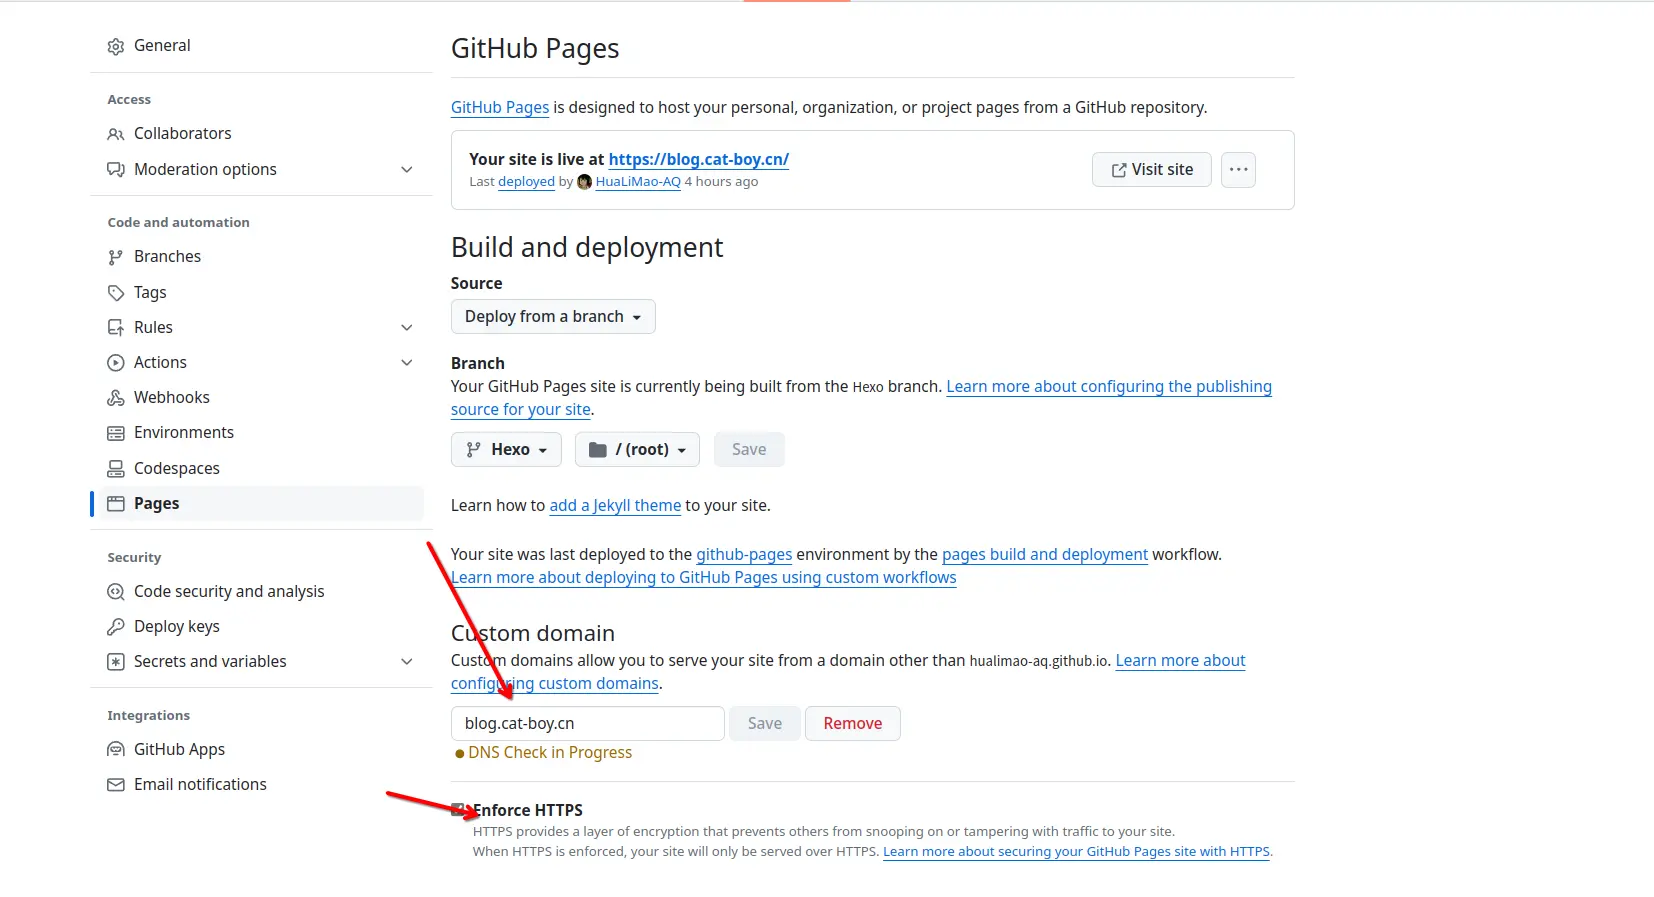 General
Access
Collaborators
Moderation options
Code and automation
Branches
Tags
Rules
Actions
Webhooks
Environments
Codespaces
Pages
Security
Code security and analysis
Deploy keys
Secrets and variables
Integrations
GitHub Apps
Email notifications
GitHub Pages
GitHub Pages is designed to host your personal, organization, or project pages from a GitHub repository.
Your site is live at https://blog.cat-boy.cn/
Last deployed by HuaLiMao-AQ 4 hours ago
Visit site
Build and deployment
Source
Deploy from a branch
Branch
Your GitHub Pages site is currently being built from the Hexo branch. Learn more about configuring the publishing
source for your site.
Hexo / (root) Save
Learn how to add a Jekyll theme to your site.
Your site was last deployed to the github-pages environment by the pages build and deployment workflow.
Learn more about deploying to GitHub Pages using custom workflows
Custom domain
Custom domains allow you to serve your site from a domain other than hualimao-aq.github.io. Learn more about
configuring custom domains.
blog.cat-boy.cn Save Remove
DNS Check in Progress
Enforce HTTPS
HTTPS provides a layer of encryption that prevents others from snooping on or tampering with traffic to your site.
When HTTPS is enforced, your site will only be served over HTTPS. Learn more about securing your GitHub Pages site with HTTPS.